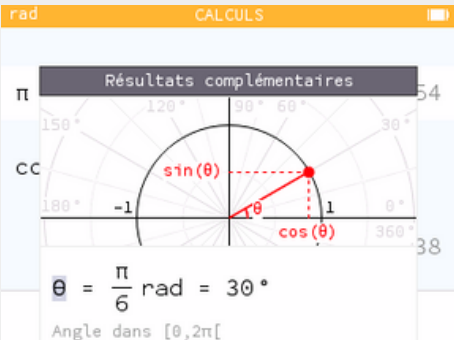 rad CALCULS
Résultats complémentaires
π 54
120° 90° 60°
150° 30°
sin(θ)
co
θ
180° -1 1 0°
cos(θ) 360°
38
θ = π/6 rad = 30°
Angle dans [0,2π[